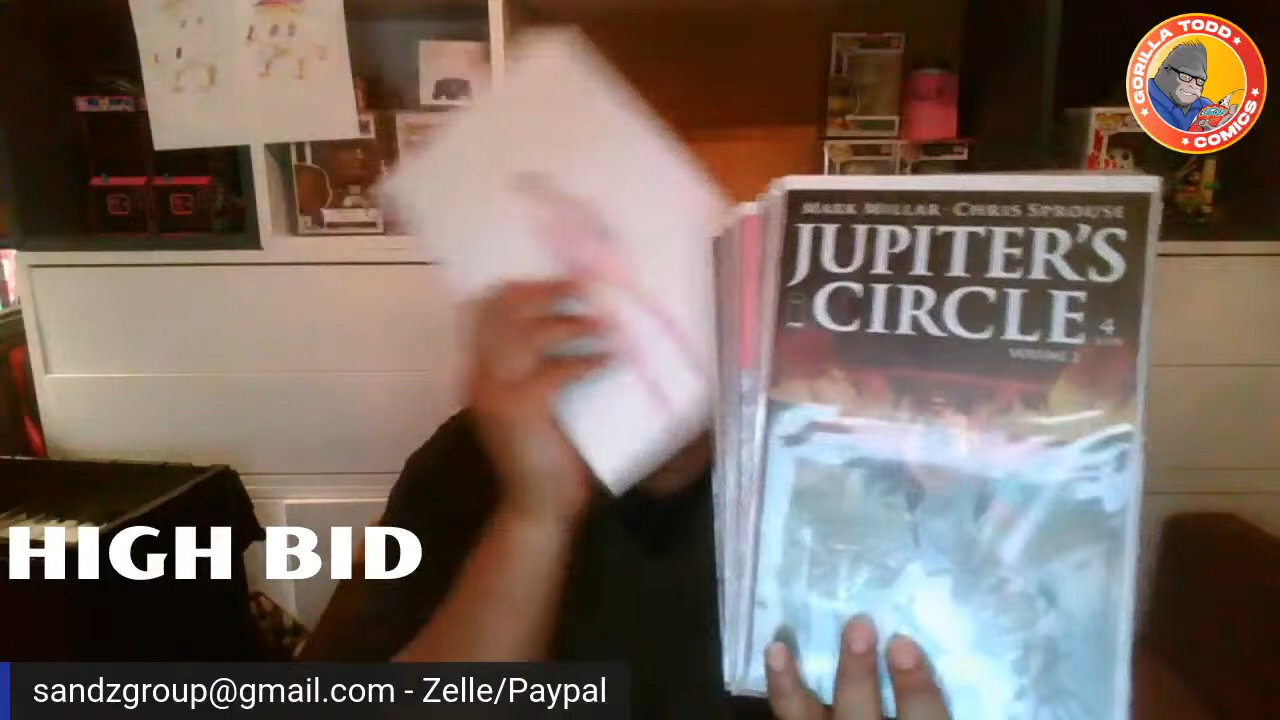 GORILLA TODD
COMICS
MARK MILLAR CHRIS SPROUSE
JUPITER'S
CIRCLE
4
VOLUME 2
HIGH BID
sandzgroup@gmail.com - Zelle/Paypal